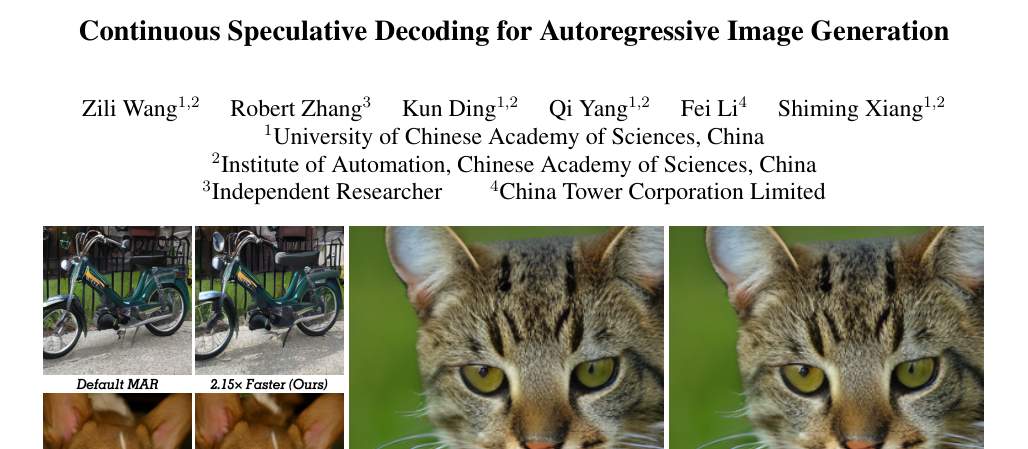 Continuous Speculative Decoding for Autoregressive Image Generation
Zili Wang1,2 Robert Zhang3 Kun Ding1,2 Qi Yang1,2 Fei Li4 Shiming Xiang1,2
1University of Chinese Academy of Sciences, China
2Institute of Automation, Chinese Academy of Sciences, China
3Independent Researcher 4China Tower Corporation Limited
Default MAR 2.15× Faster (Ours)